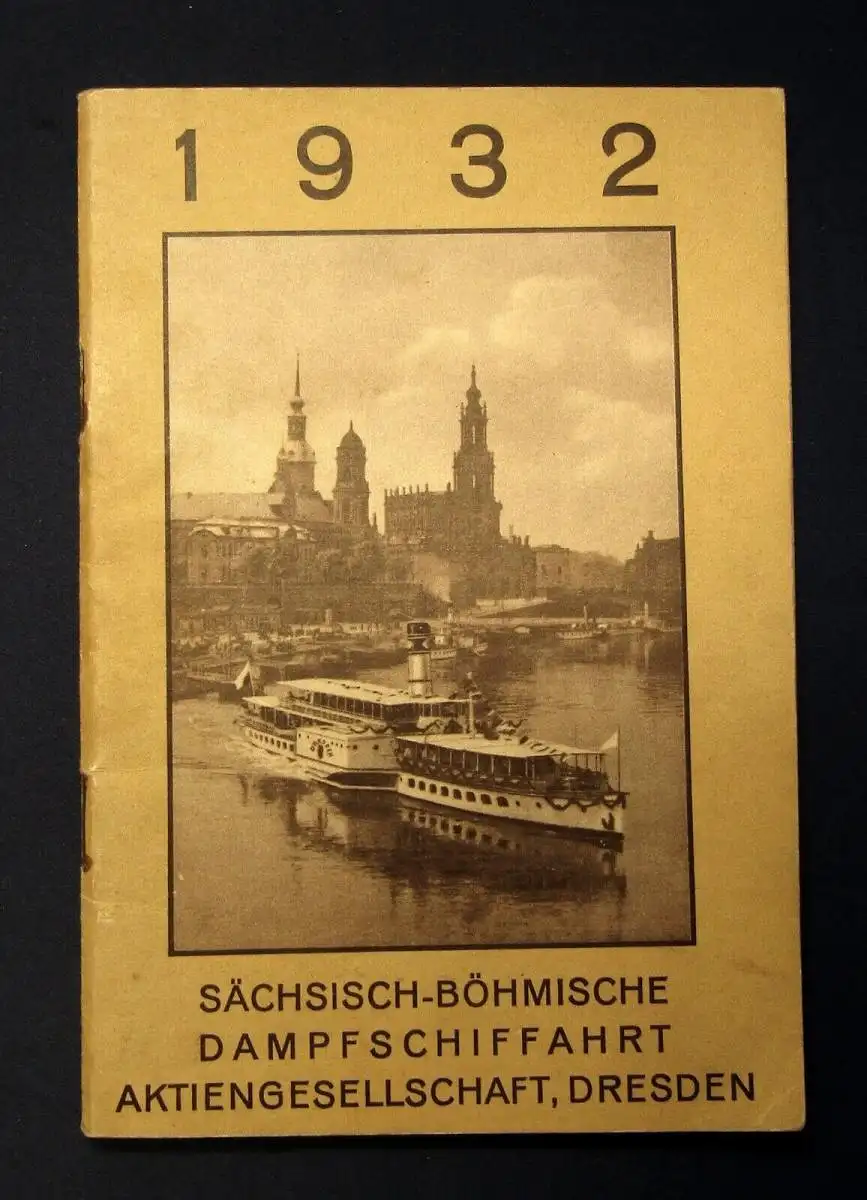 1932
SÄCHSISCH-BÖHMISCHE
DAMPFSCHIFFAHRT
AKTIENGESELLSCHAFT, DRESDEN